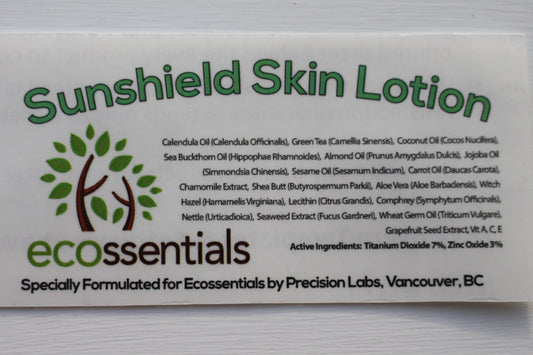 Sunshield Skin Lotion
Calendula Oil (Calendula Officinalis), Green Tea (Camellia Sinensis), Coconut Oil (Cocos Nucifera),
Sea Buckthorn Oil (Hippophae Rhamnoides), Almond Oil (Prunus Amygdalus Dulcis), Jojoba Oil
(Simmondsia Chinensis), Sesame Oil (Sesamum Indicum), Carrot Oil (Daucas Carota),
Chamomile Extract, Shea Butt (Butyrospermum Parkii), Aloe Vera (Aloe Barbadensis), Witch
Hazel (Hamamelis Virginiana), Lecithin (Citrus Grandis), Comphrey (Symphytum Officinals),
Nettle (Urticadioica), Seaweed Extract (Fucus Gardneri), Wheat Germ Oil (Triticum Vulgare),
Grapefruit Seed Extract, Vit A, C, E
Active Ingredients: Titanium Dioxide 7%, Zinc Oxide 3%
ecossentials
Specially Formulated for Ecossentials by Precision Labs, Vancouver, BC